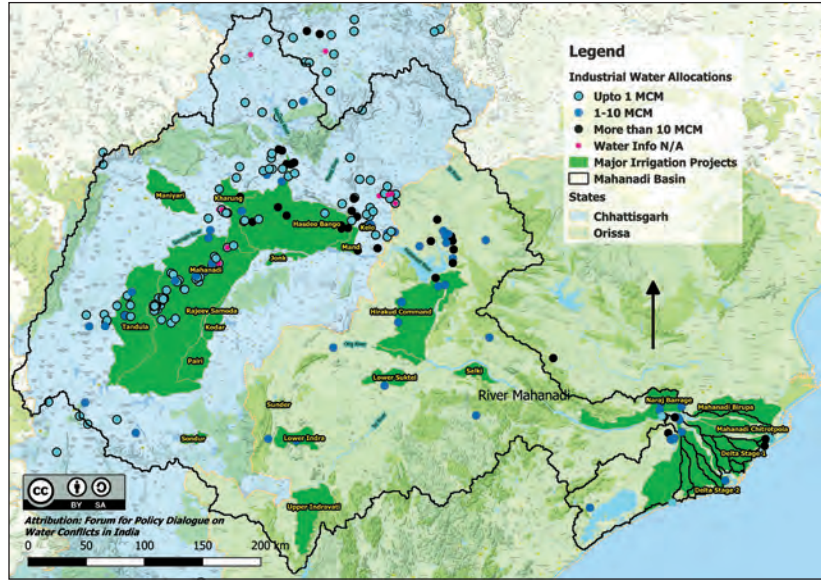 Legend
Industrial Water Allocations
Upto 1 MCM
1-10 MCM
More than 10 MCM
Water Info N/A
Major Irrigation Projects
Mahanadi Basin
States
Chhattisgarh
Orissa
Maniyari
Kharung
Hasdeo Bango
Kelo
Mand
Jonk
Mahanadi
Rajeev Samoda
Kodar
Tandula
Pairi
Hirakud Command
Lower Suktel
Salki
River Mahanadi
Naraj Barrage
Mahanadi Birupa
Mahanadi Chitrotpola
Delta Stage-1
Delta Stage-2
Sunder
Sondur
Lower Indra
Upper Indravati
cc
BY SA
Attribution: Forum for Policy Dialogue on
Water Conflicts in India
0 50 100 150 200 km